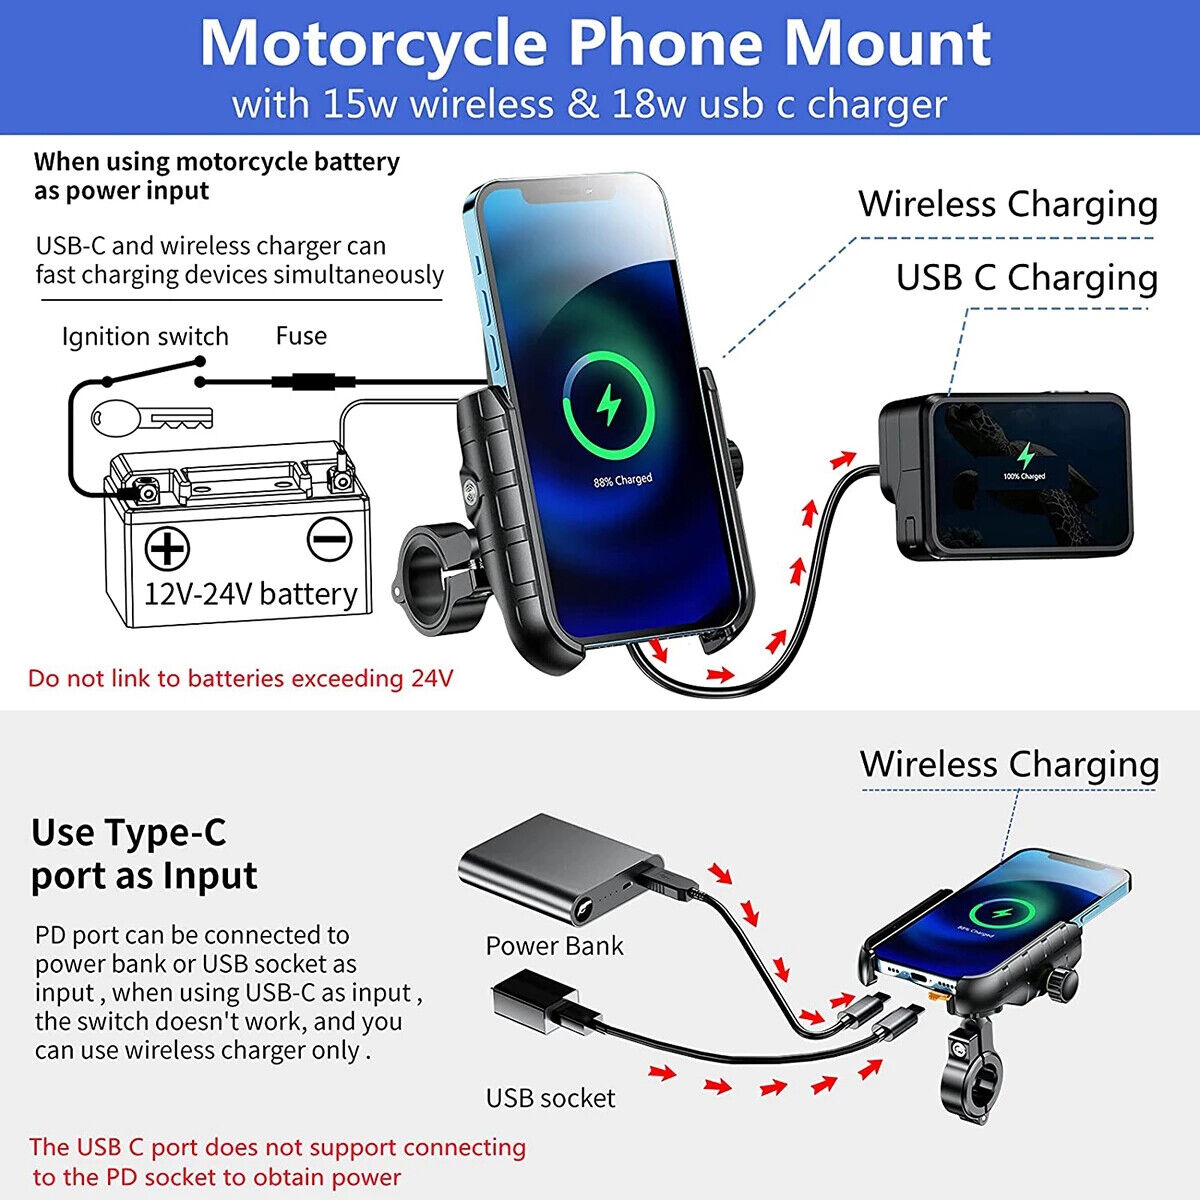 Motorcycle Phone Mount
with 15w wireless & 18w usb c charger
When using motorcycle battery
as power input
USB-C and wireless charger can
fast charging devices simultaneously
Ignition switch
Fuse
12V-24V battery
Do not link to batteries exceeding 24V
88% Charged
Wireless Charging
USB C Charging
100% Charged
Use Type-C
port as Input
PD port can be connected to
power bank or USB socket as
input , when using USB-C as input ,
the switch doesn't work, and you
can use wireless charger only .
The USB C port does not support connecting
to the PD socket to obtain power
Power Bank
USB socket
Wireless Charging
88% Charged